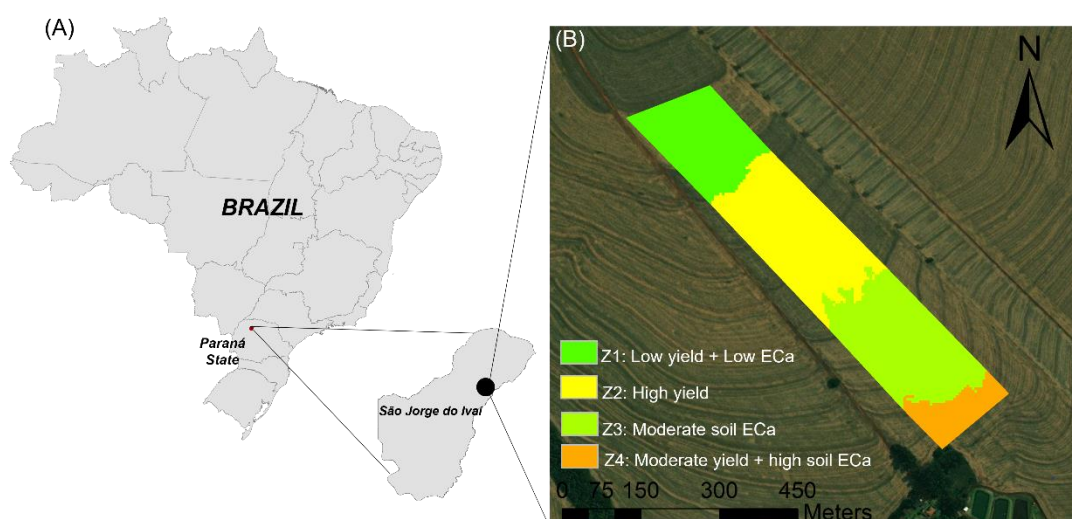 (A)
BRAZIL
Paraná
State
São Jorge do Ivaí
(B)
N
Z1: Low yield + Low ECa
Z2: High yield
Z3: Moderate soil ECa
Z4: Moderate yield + high soil ECa
0 75 150 300 450
Meters